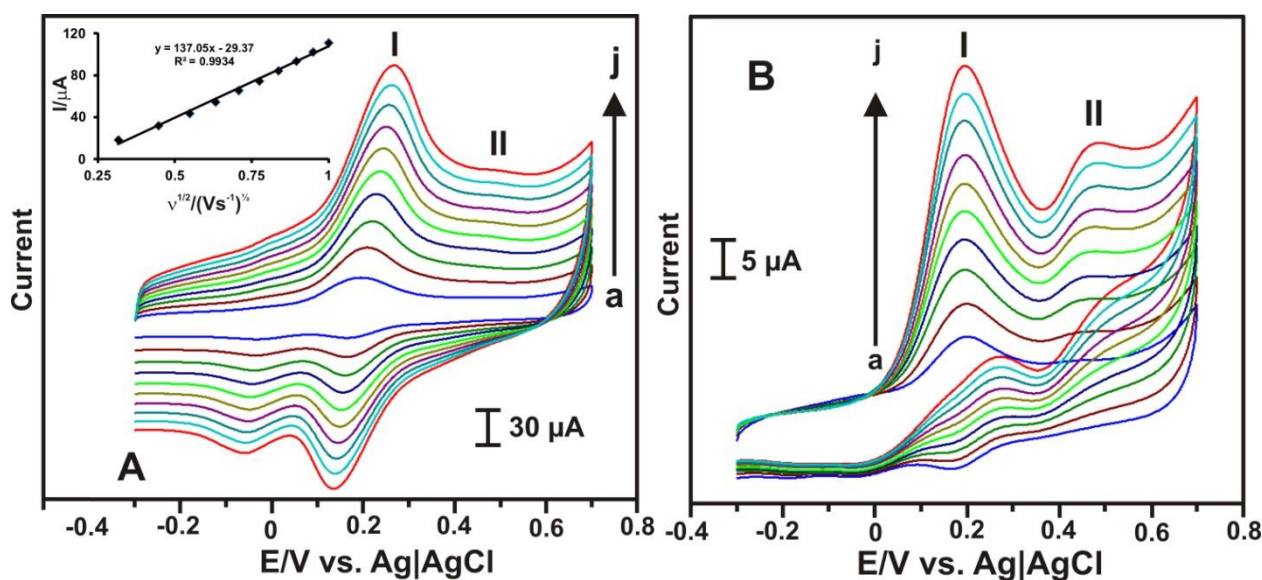 120
80
40
0
I/µA
y = 137.05x - 29.37
R² = 0.9934
0.25
0.5
0.75
1
ν1/2/(Vs-1)½
I
II
j
a
30 µA
A
Current
-0.4
-0.2
0
0.2
0.4
0.6
0.8
E/V vs. Ag|AgCl
B
j
a
I
II
5 µA
Current
-0.4
-0.2
0
0.2
0.4
0.6
0.8
E/V vs. Ag|AgCl